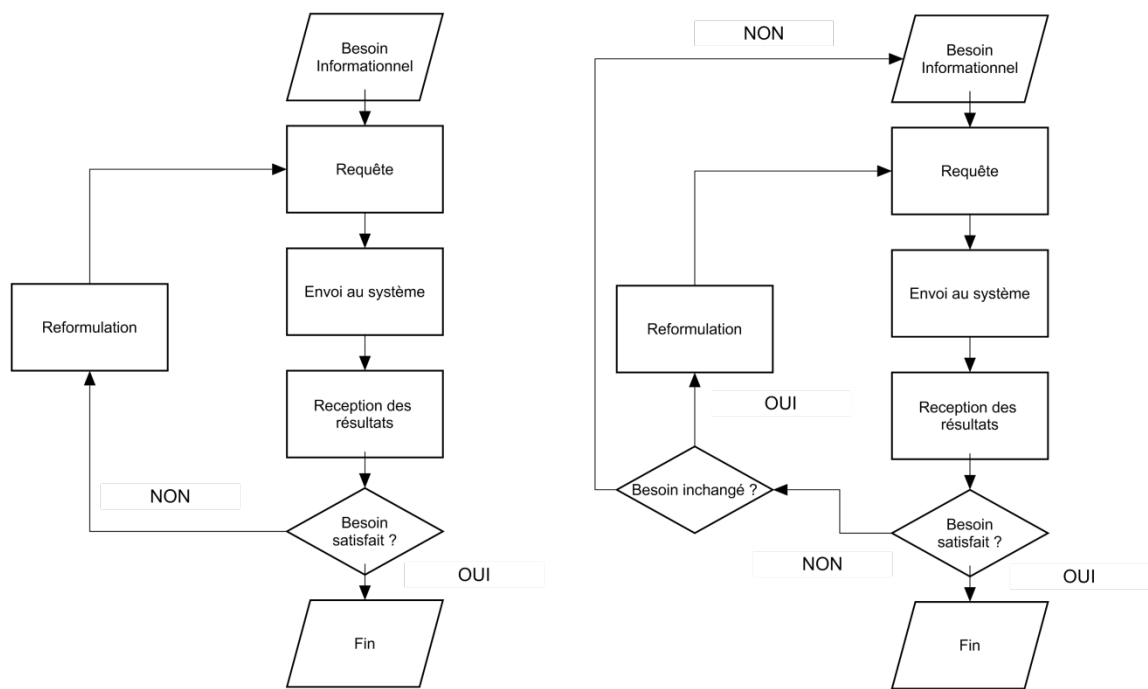 Besoin
Informationnel
Requête
Envoi au système
Reformulation
Reception des
résultats
NON
Besoin
satisfait ?
OUI
Fin
NON
Besoin
Informationnel
Requête
Envoi au système
Reformulation
OUI
Reception des
résultats
Besoin inchangé ?
Besoin
satisfait ?
NON
OUI
Fin